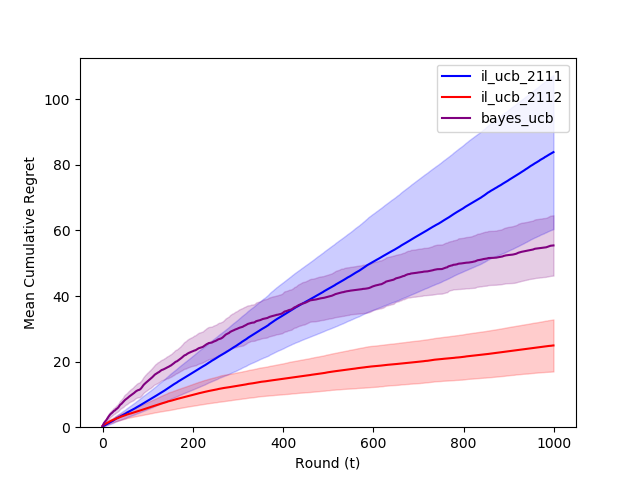 il_ucb_2111
il_ucb_2112
bayes_ucb
Mean Cumulative Regret
100
80
60
40
20
0
0 200 400 600 800 1000
Round (t)